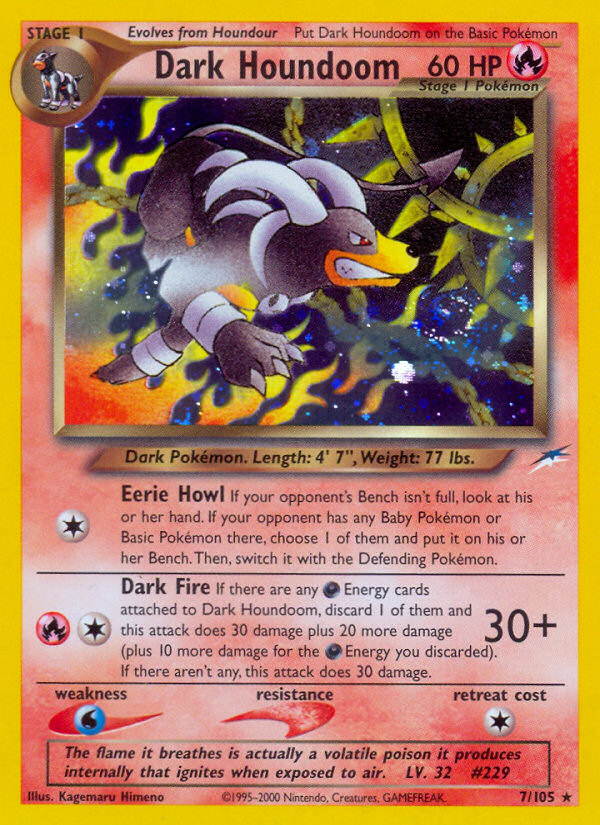 STAGE 1 Evolves from Houndour Put Dark Houndoom on the Basic Pokémon
Dark Houndoom 60 HP
Stage 1 Pokémon
Dark Pokémon. Length: 4' 7", Weight: 77 lbs.
Eerie Howl If your opponent's Bench isn't full, look at his
or her hand. If your opponent has any Baby Pokémon or
Basic Pokémon there, choose 1 of them and put it on his or
her Bench. Then, switch it with the Defending Pokémon.
Dark Fire If there are any Energy cards
attached to Dark Houndoom, discard 1 of them and
this attack does 30 damage plus 20 more damage
(plus 10 more damage for the Energy you discarded).
If there aren't any, this attack does 30 damage.
30+
weakness resistance retreat cost
The flame it breathes is actually a volatile poison it produces
internally that ignites when exposed to air. LV. 32 #229
Illus. Kagemaru Himeno ©1995-2000 Nintendo, Creatures, GAMEFREAK. 7/105 ★